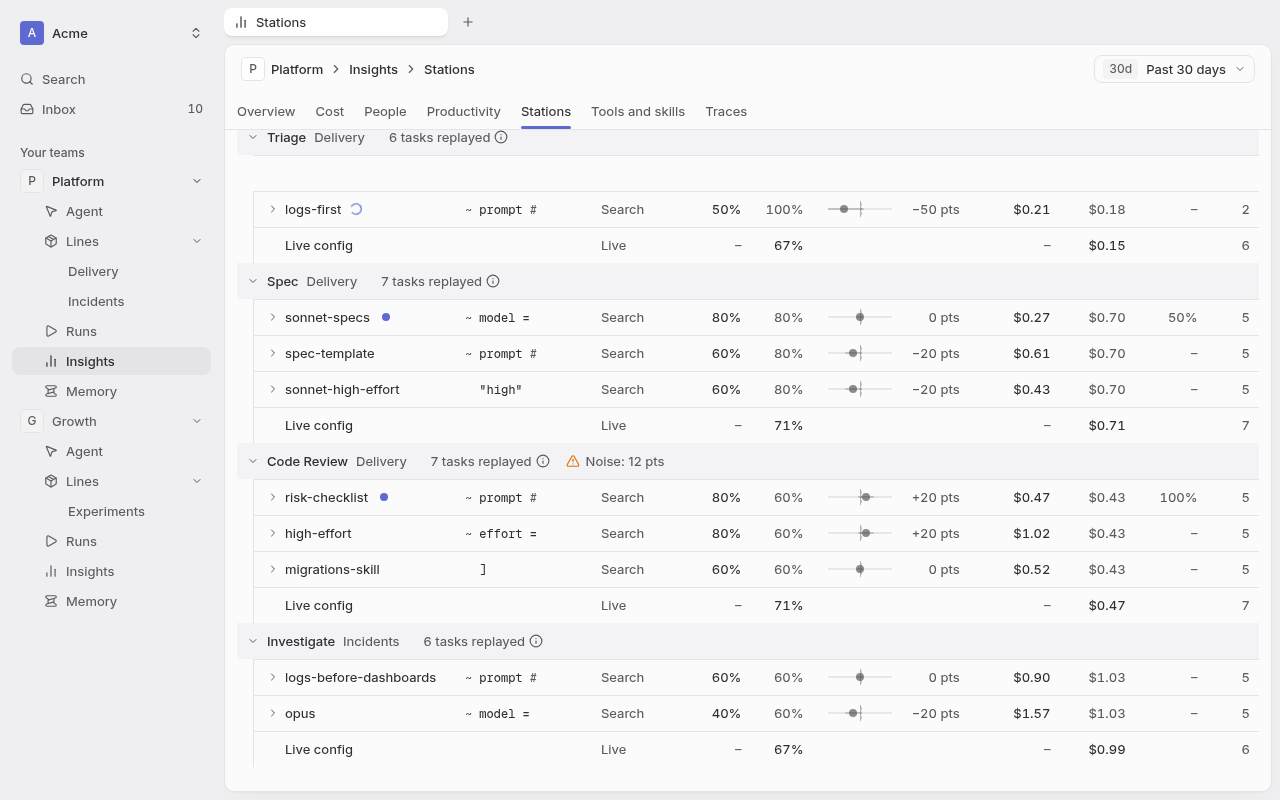 A Acme
Search
Inbox 10
Your teams
P Platform
Agent
Lines
Delivery
Incidents
Runs
Insights
Memory
G Growth
Agent
Lines
Experiments
Runs
Insights
Memory
Stations
P Platform > Insights > Stations
30d Past 30 days
Overview Cost People Productivity Stations Tools and skills Traces
Triage Delivery 6 tasks replayed
logs-first ~ prompt # Search 50% 100% −50 pts $0.21 $0.18 – 2
Live config Live – 67% – $0.15 6
Spec Delivery 7 tasks replayed
sonnet-specs ~ model = Search 80% 80% 0 pts $0.27 $0.70 50% 5
spec-template ~ prompt # Search 60% 80% −20 pts $0.61 $0.70 – 5
sonnet-high-effort "high" Search 60% 80% −20 pts $0.43 $0.70 – 5
Live config Live – 71% – $0.71 7
Code Review Delivery 7 tasks replayed Noise: 12 pts
risk-checklist ~ prompt # Search 80% 60% +20 pts $0.47 $0.43 100% 5
high-effort ~ effort = Search 80% 60% +20 pts $1.02 $0.43 – 5
migrations-skill ] Search 60% 60% 0 pts $0.52 $0.43 – 5
Live config Live – 71% – $0.47 7
Investigate Incidents 6 tasks replayed
logs-before-dashboards ~ prompt # Search 60% 60% 0 pts $0.90 $1.03 – 5
opus ~ model = Search 40% 60% −20 pts $1.57 $1.03 – 5
Live config Live – 67% – $0.99 6